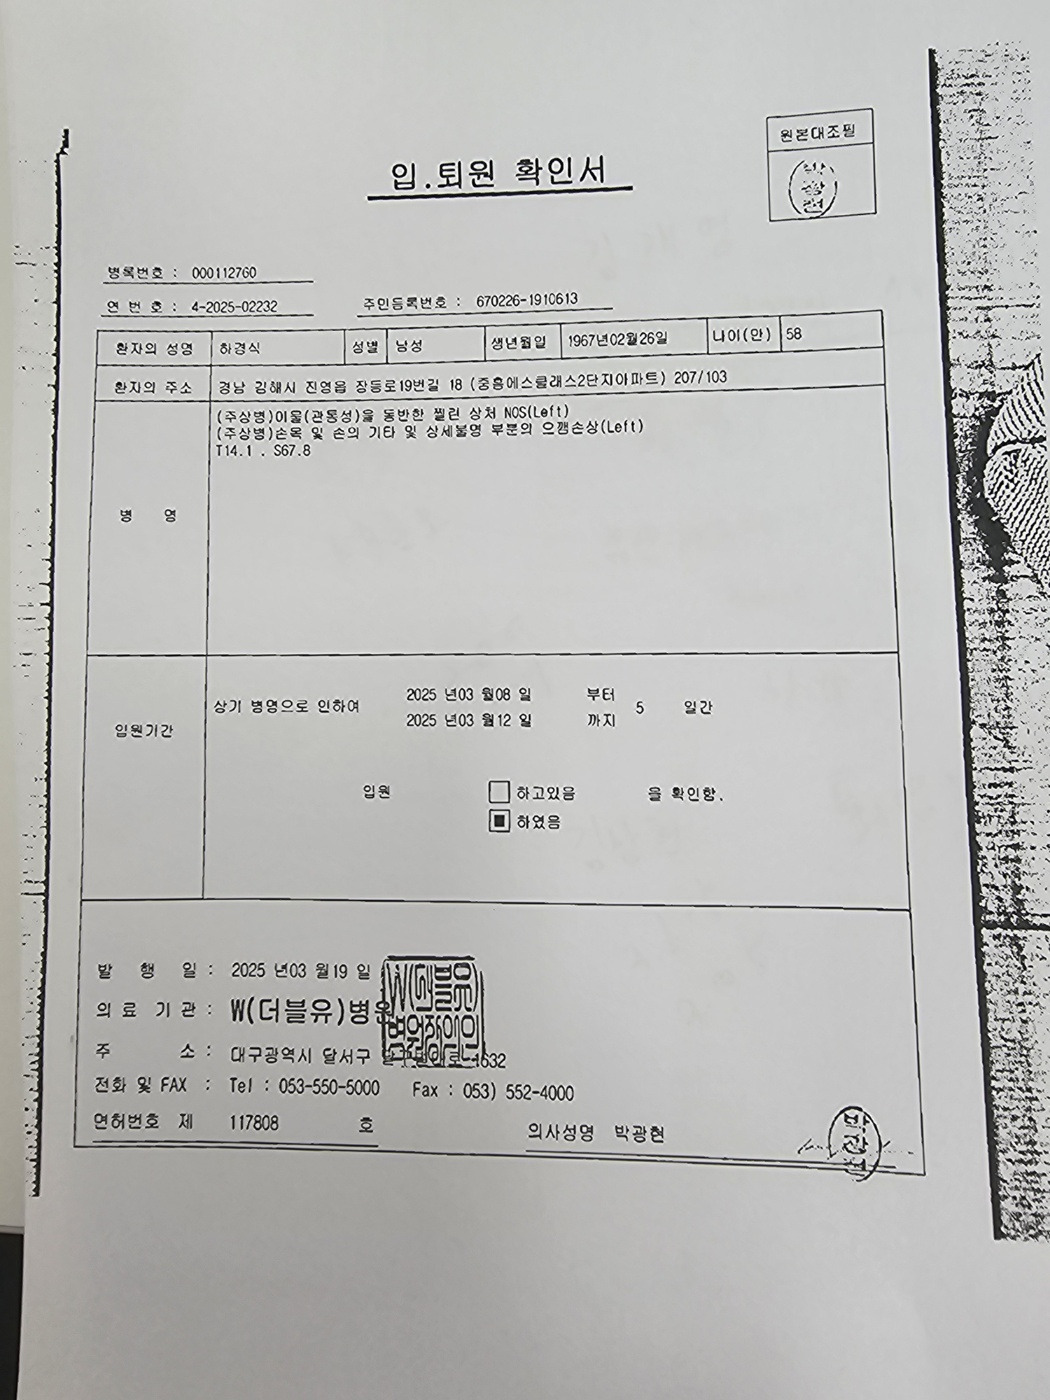 원본대조필
입.퇴원 확인서
병록번호 : 000112760
연 번 호 : 4-2025-02232 주민등록번호 : 670226-1910613
환자의 성명 하경식 성별 남성 생년월일 1967년02월26일 나이(만) 58
환자의 주소 경남 김해시 진영읍 장등로19번길 18 (중흥에스클래스2단지아파트) 207/103
(주상병)이물(관통성)을 동반한 찔린 상처 NOS(Left)
(주상병)손목 및 손의 기타 및 상세불명 부분의 으깸손상(Left)
T14.1 . S67.8
병 명
2025 년03 월08 일 부터
상기 병명으로 인하여 5 일간
2025 년03 월12 일 까지
입원기간
입원 하고있음 을 확인함.
하였음
발 행 일 : 2025 년03 월19 일
의료 기관 : W(더블유)병원
주 소 : 대구광역시 달서구 1632
전화 및 FAX : Tel : 053-550-5000 Fax : 053) 552-4000
면허번호 제 117808 호 의사성명 박광현